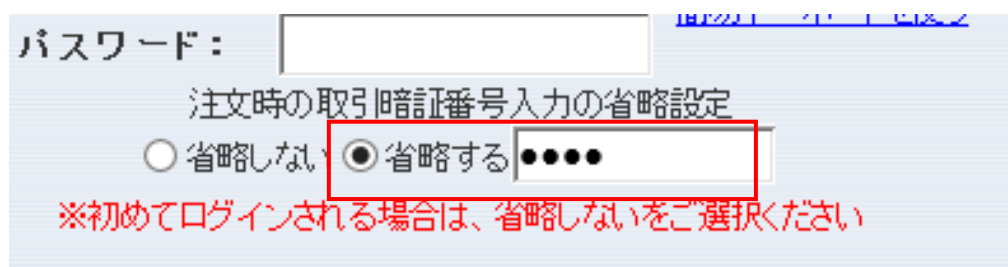 パスワード：
注文時の取引暗証番号入力の省略設定
省略しない 省略する ●●●●
※初めてログインされる場合は、省略しないをご選択ください